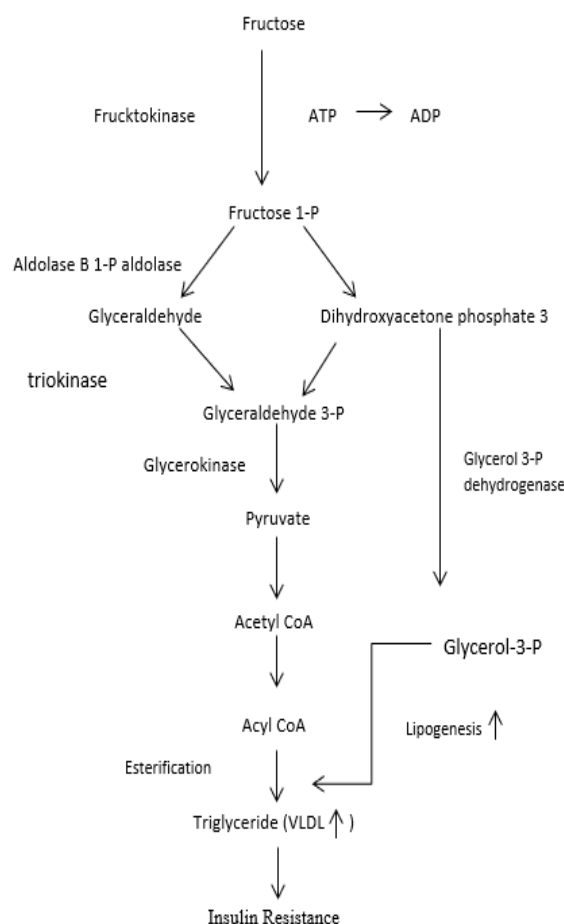 Fructose
Frucktokinase
ATP → ADP
Fructose 1-P
Aldolase B 1-P aldolase
Glyceraldehyde
Dihydroxyacetone phosphate 3
triokinase
Glyceraldehyde 3-P
Glycerokinase
Glycerol 3-P
dehydrogenase
Pyruvate
Acetyl CoA
Glycerol-3-P
Acyl CoA
Lipogenesis ↑
Esterification
Triglyceride (VLDL ↑ )
Insulin Resistance